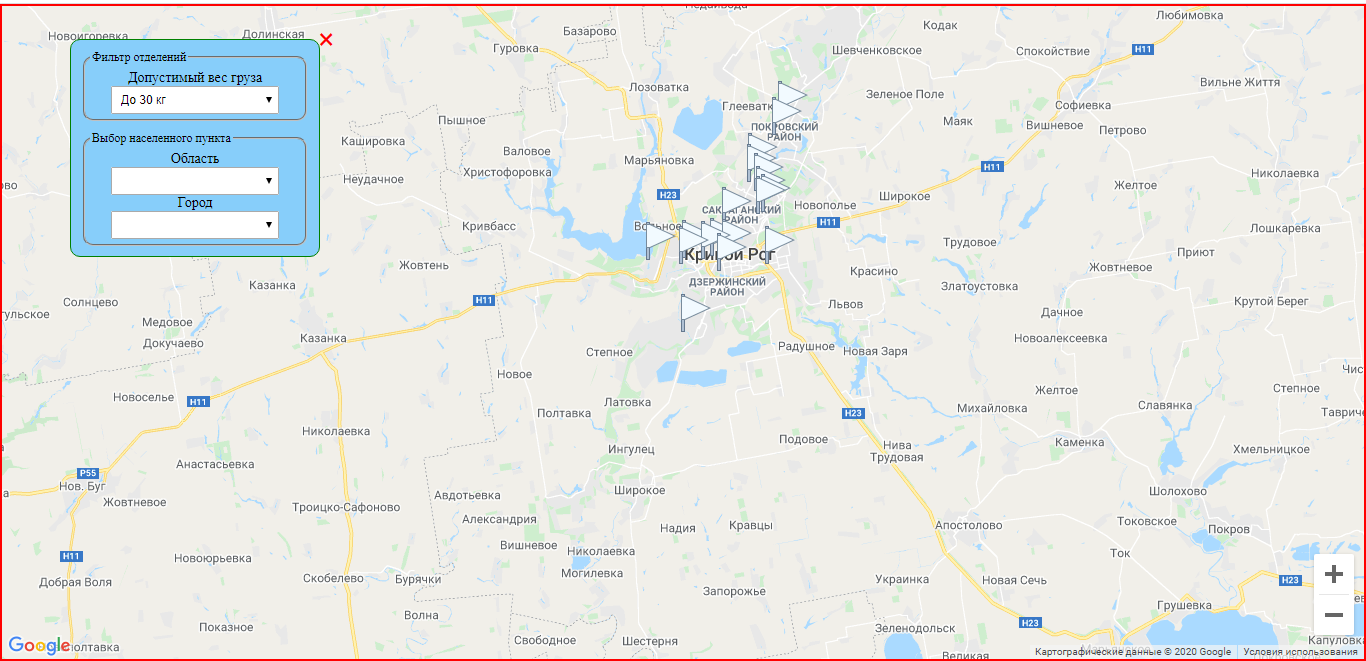 Медвидовка
Любимовка
Новоигоревка
Долинская
Базарово
Кодак
Гуровка
Шевченковское
Спокойствие
H11
Фильтр отделений
Допустимый вес груза
До 30 кг
Лозоватка
Вильне Життя
Зеленое Поле
Глееватка
Софиевка
Пышное
Маяк
Вишневое
Петрово
ПОКРОВСКИЙ
РАЙОН
Выбор населенного пункта
Область
Город
Кашировка
Валовое
Марьяновка
H11
Христофоровка
Николаевка
Неудачное
Желтое
H23
Широкое
Новополье
САКСАГАНСКИЙ
РАЙОН
H11
Кривбасс
Вольное
Лошкаревка
Трудовое
Приют
Кривой Рог
Жовтень
Жовтневое
Красино
Казанка
ДЗЕРЖИНСКИЙ
РАЙОН
Златоустовка
H11
Солнцево
Львов
Крутой Берег
гульское
Дачное
Медовое
Казанка
Новоалексеевка
Докучаево
Радушное
Новая Заря
Степное
Новое
Чис
Степное
Желтое
Новоселье
H11
Латовка
Славянка
Михайловка
Полтавка
H23
Тавриче
Николаевка
Подовое
Каменка
Нива
Трудовая
Ингулец
Хмельницкое
Анастасьевка
P55
Нов. Буг
Широкое
Шолохово
Авдотьевка
Жовтневое
Троицко-Сафоново
Александрия
Надия
Кравцы
Апостолово
Токовское
Покров
Вишневое
Николаевка
H11
Новоюрьевка
Ток
Могилевка
Добрая Воля
Скобелево
Бурячки
Украинка
Новая Сечь
H23
Запорожье
Грушевка
Волна
H23
Показное
Зеленодольск
Свободное
Шестерня
Капуловка
Google
Полтавка
Великая
Картографические данные © 2020 Google
Условия использования